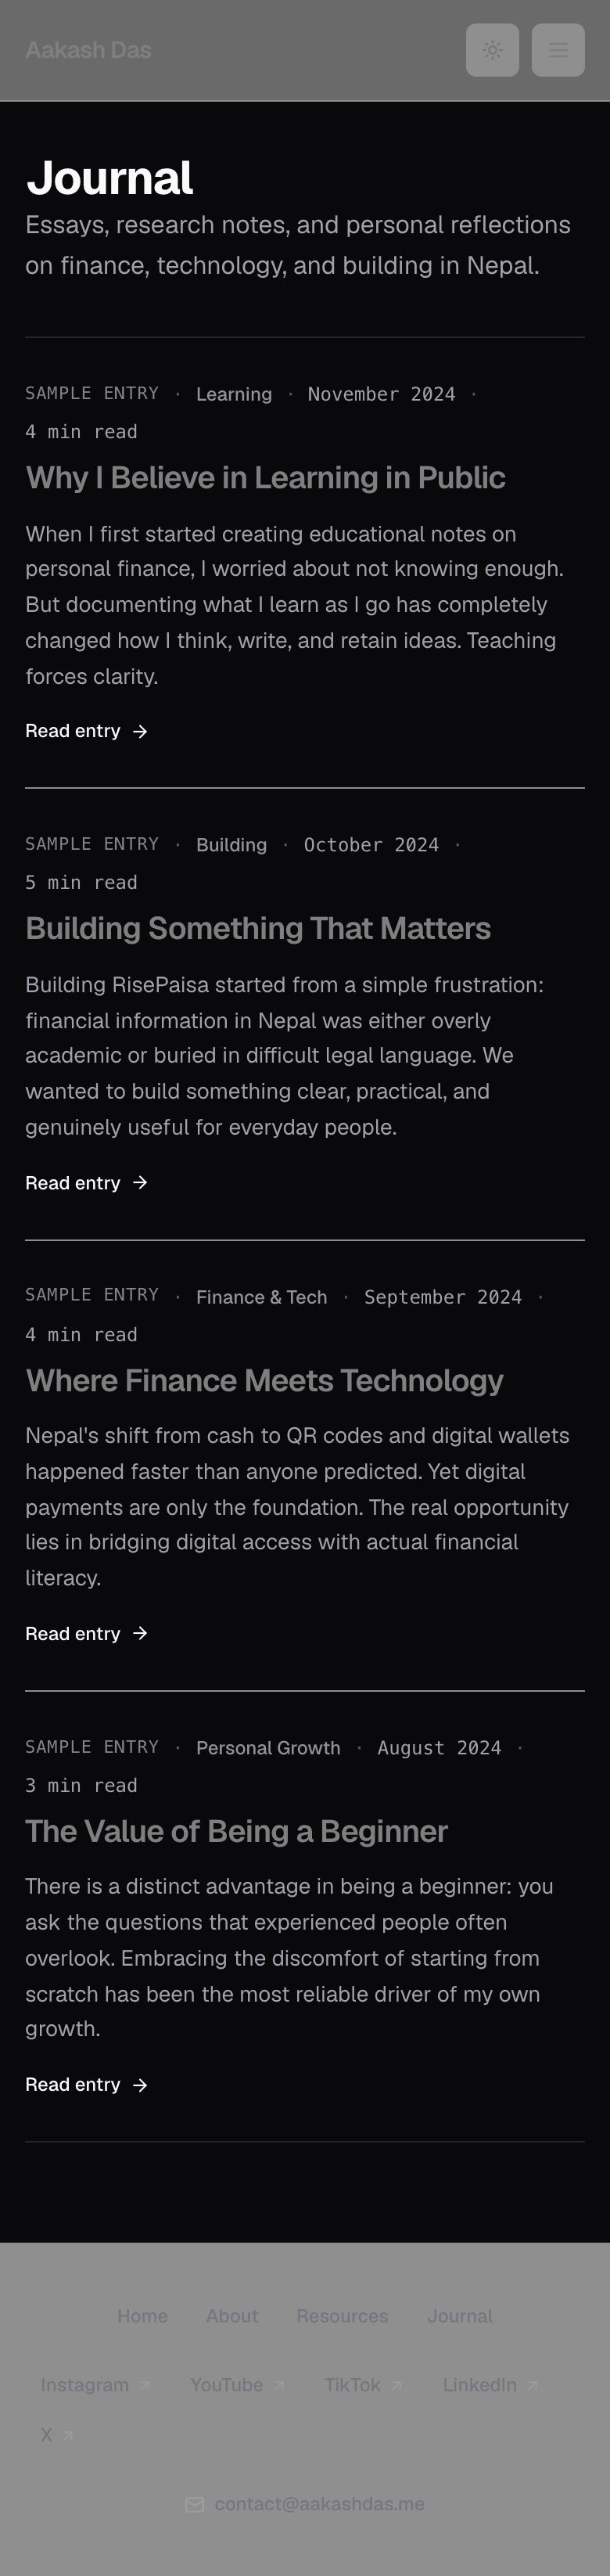 Aakash Das
Journal
Essays, research notes, and personal reflections
on finance, technology, and building in Nepal.
SAMPLE ENTRY · Learning · November 2024 ·
4 min read
Why I Believe in Learning in Public
When I first started creating educational notes on
personal finance, I worried about not knowing enough.
But documenting what I learn as I go has completely
changed how I think, write, and retain ideas. Teaching
forces clarity.
Read entry →
SAMPLE ENTRY · Building · October 2024 ·
5 min read
Building Something That Matters
Building RisePaisa started from a simple frustration:
financial information in Nepal was either overly
academic or buried in difficult legal language. We
wanted to build something clear, practical, and
genuinely useful for everyday people.
Read entry →
SAMPLE ENTRY · Finance & Tech · September 2024 ·
4 min read
Where Finance Meets Technology
Nepal's shift from cash to QR codes and digital wallets
happened faster than anyone predicted. Yet digital
payments are only the foundation. The real opportunity
lies in bridging digital access with actual financial
literacy.
Read entry →
SAMPLE ENTRY · Personal Growth · August 2024 ·
3 min read
The Value of Being a Beginner
There is a distinct advantage in being a beginner: you
ask the questions that experienced people often
overlook. Embracing the discomfort of starting from
scratch has been the most reliable driver of my own
growth.
Read entry →
Home About Resources Journal
Instagram ↗ YouTube ↗ TikTok ↗ LinkedIn ↗
X ↗
contact@aakashdas.me